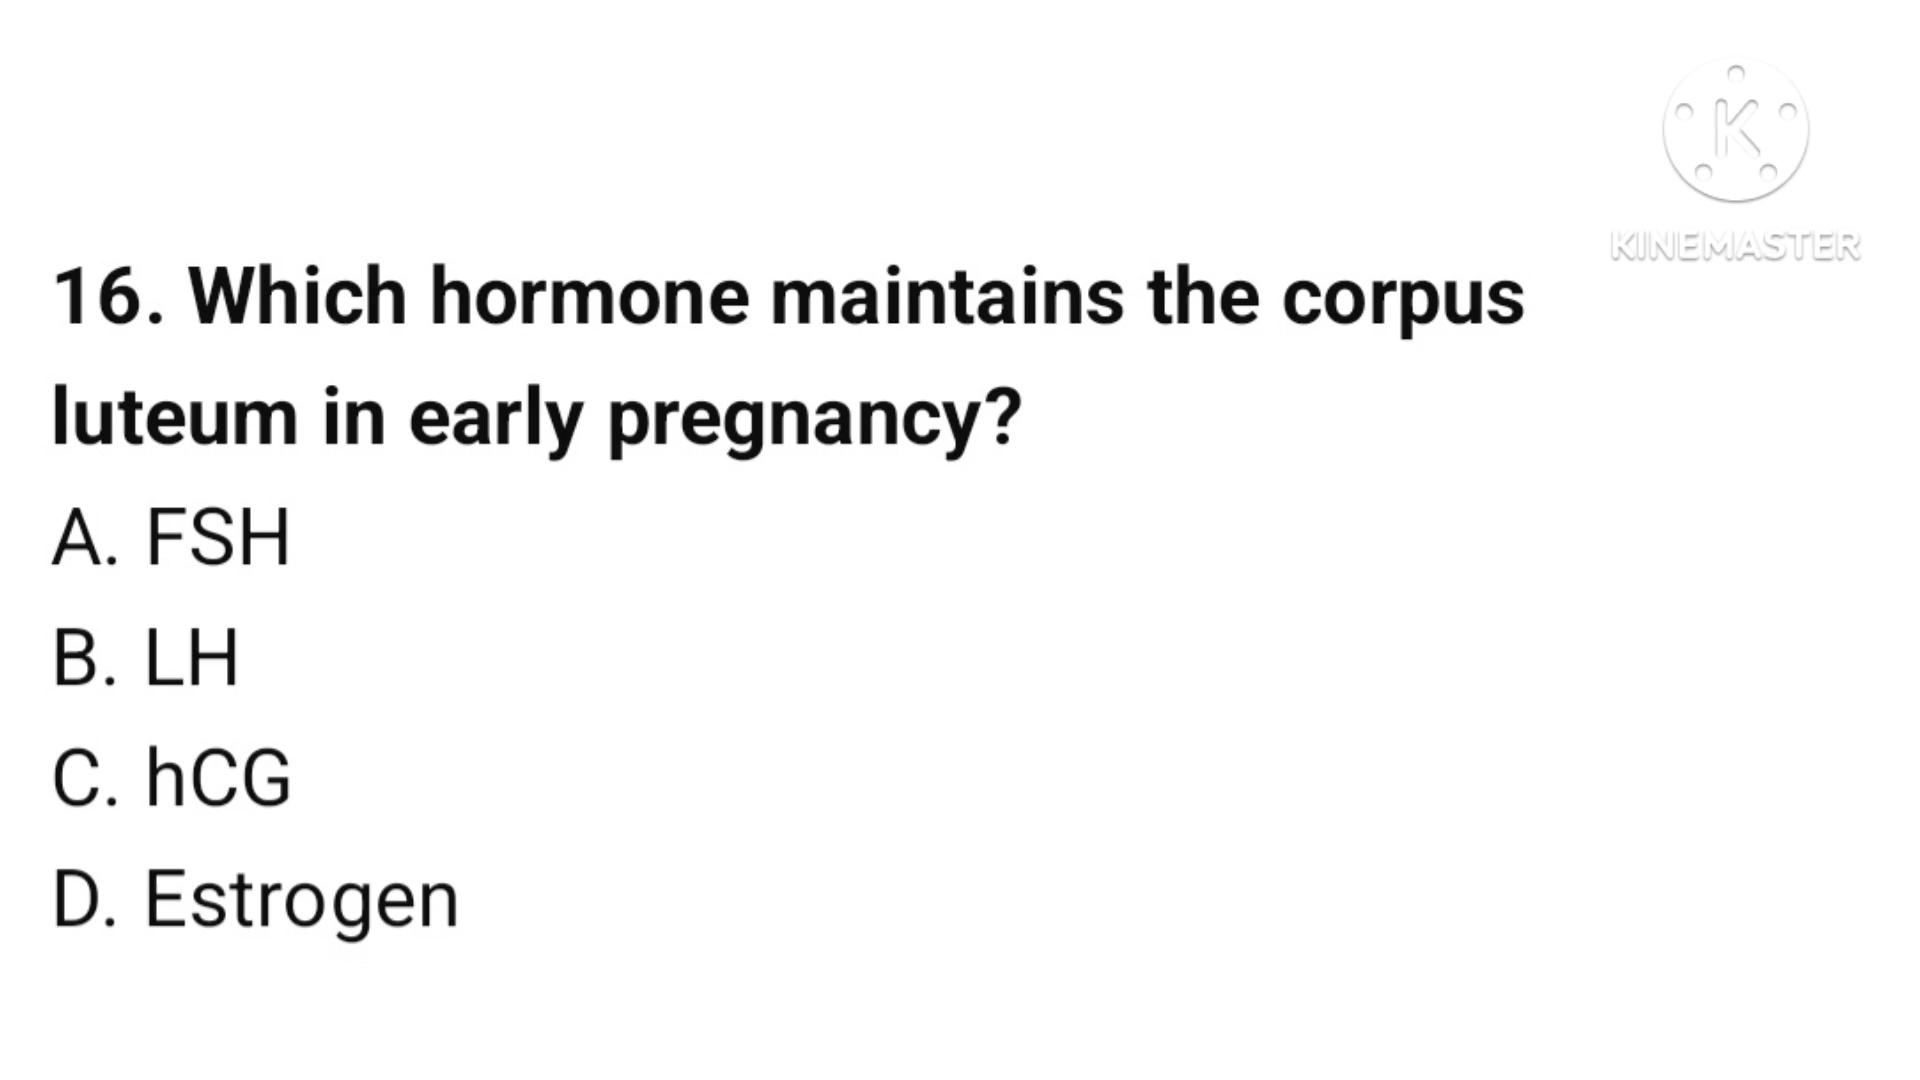 K
KINEMASTER
16. Which hormone maintains the corpus
luteum in early pregnancy?
A. FSH
B. LH
C. hCG
D. Estrogen